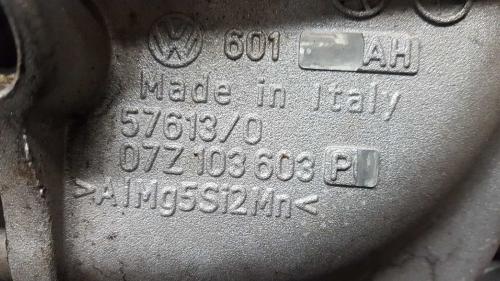 601 AH
Made in Italy
57613/0
07Z 103 603 P
>AlMg5Si2Mn<